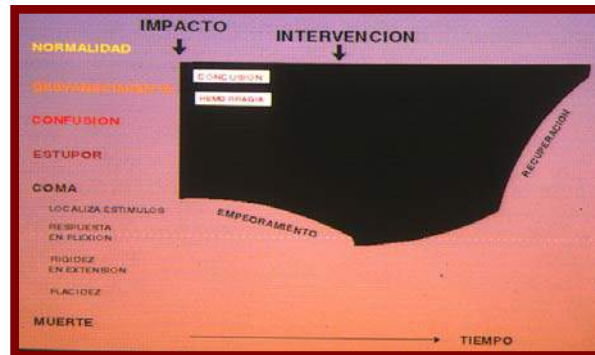 IMPACTO
INTERVENCION
NORMALIDAD
CONCUSION
DESVANECIMIENTO
HEMORRAGIA
CONFUSION
ESTUPOR
COMA
LOCALIZA ESTIMULOS
RESPUESTA
EN FLEXION
RIGIDEZ
EN EXTENSION
FLACIDEZ
MUERTE
EMPEORAMIENTO
RECUPERACION
TIEMPO